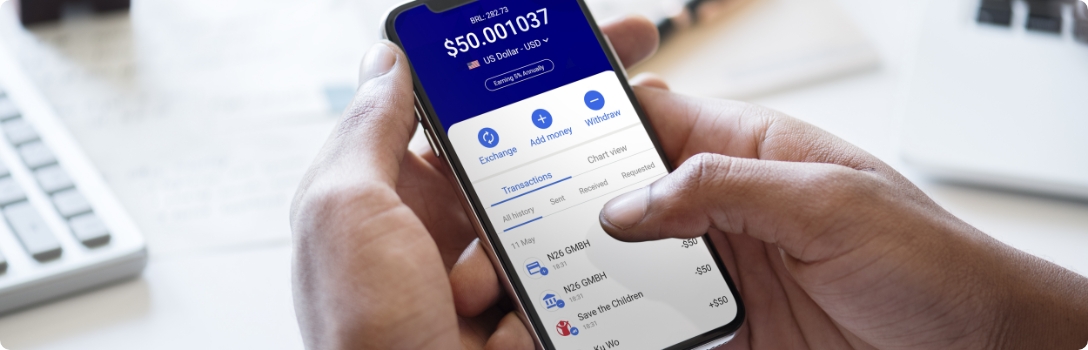 BRL: 282.73
$50.001037
US Dollar - USD
Earning 5% Annually
Exchange
Add money
Withdraw
Transactions
Chart view
All history
Sent
Received
Requested
11 May
N26 GMBH
-$50
18:31
N26 GMBH
-$50
18:31
Save the Children
+$50
18:31
Ku Wo